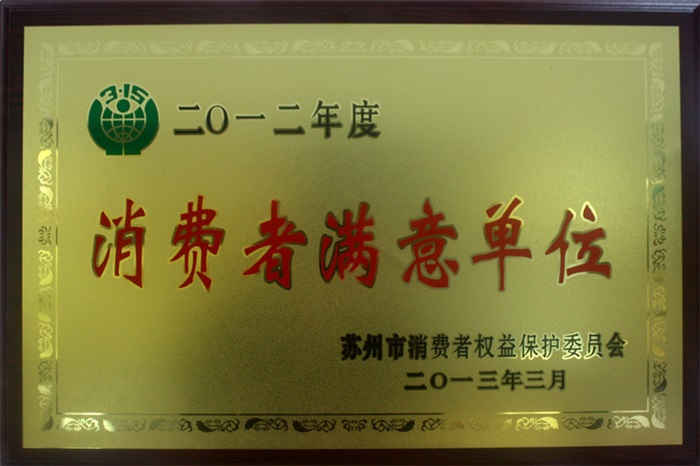 3·15
二〇一二年度
消费者满意单位
苏州市消费者权益保护委员会
二〇一三年三月